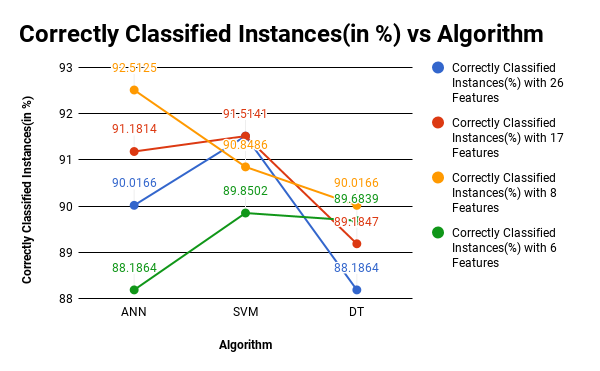 Correctly Classified Instances(in %) vs Algorithm
Correctly Classified Instances(in %)
93
92
91
90
89
88
92.5125
91.1814
90.0166
88.1864
91.5141
90.8486
89.8502
90.0166
89.6839
89.1847
88.1864
ANN
SVM
DT
Algorithm
Correctly Classified
Instances(%) with 26
Features
Correctly Classified
Instances(%) with 17
Features
Correctly Classified
Instances(%) with 8
Features
Correctly Classified
Instances(%) with 6
Features